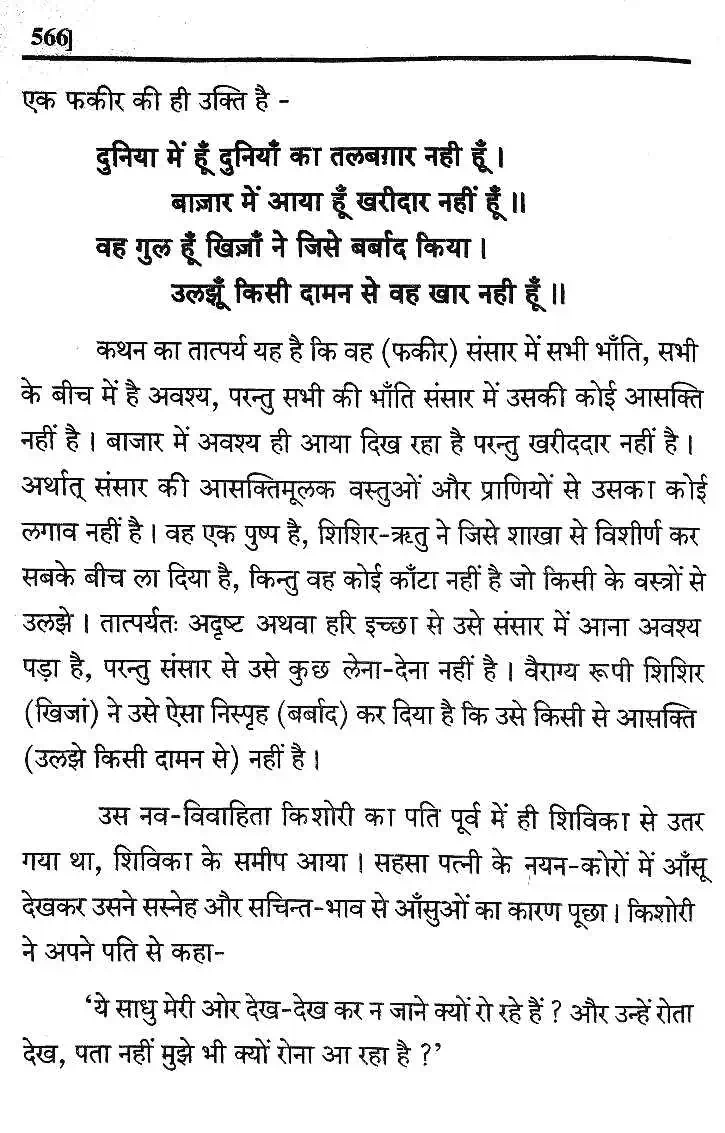 566]
एक फकीर की ही उक्ति है -
दुनिया में हूँ दुनियाँ का तलबग़ार नही हूँ ।
बाज़ार में आया हूँ खरीदार नहीं हूँ ॥
वह गुल हूँ खिज़ाँ ने जिसे बर्बाद किया ।
उलझूँ किसी दामन से वह खार नही हूँ ॥
कथन का तात्पर्य यह है कि वह (फकीर) संसार में सभी भाँति, सभी
के बीच में है अवश्य, परन्तु सभी की भाँति संसार में उसकी कोई आसक्ति
नहीं है । बाजार में अवश्य ही आया दिख रहा है परन्तु खरीददार नहीं है ।
अर्थात् संसार की आसक्तिमूलक वस्तुओं और प्राणियों से उसका कोई
लगाव नहीं है । वह एक पुष्प है, शिशिर-ऋतु ने जिसे शाखा से विशीर्ण कर
सबके बीच ला दिया है, किन्तु वह कोई काँटा नहीं है जो किसी के वस्त्रों से
उलझे । तात्पर्यतः अदृष्ट अथवा हरि इच्छा से उसे संसार में आना अवश्य
पड़ा है, परन्तु संसार से उसे कुछ लेना-देना नहीं है । वैराग्य रूपी शिशिर
(खिजां) ने उसे ऐसा निस्पृह (बर्बाद) कर दिया है कि उसे किसी से आसक्ति
(उलझे किसी दामन से) नहीं है ।
उस नव-विवाहिता किशोरी का पति पूर्व में ही शिविका से उतर
गया था, शिविका के समीप आया । सहसा पत्नी के नयन-कोरों में आँसू
देखकर उसने सस्नेह और सचिन्त-भाव से आँसुओं का कारण पूछा । किशोरी
ने अपने पति से कहा-
‘ये साधु मेरी ओर देख-देख कर न जाने क्यों रो रहे हैं ? और उन्हें रोता
देख, पता नहीं मुझे भी क्यों रोना आ रहा है ?’